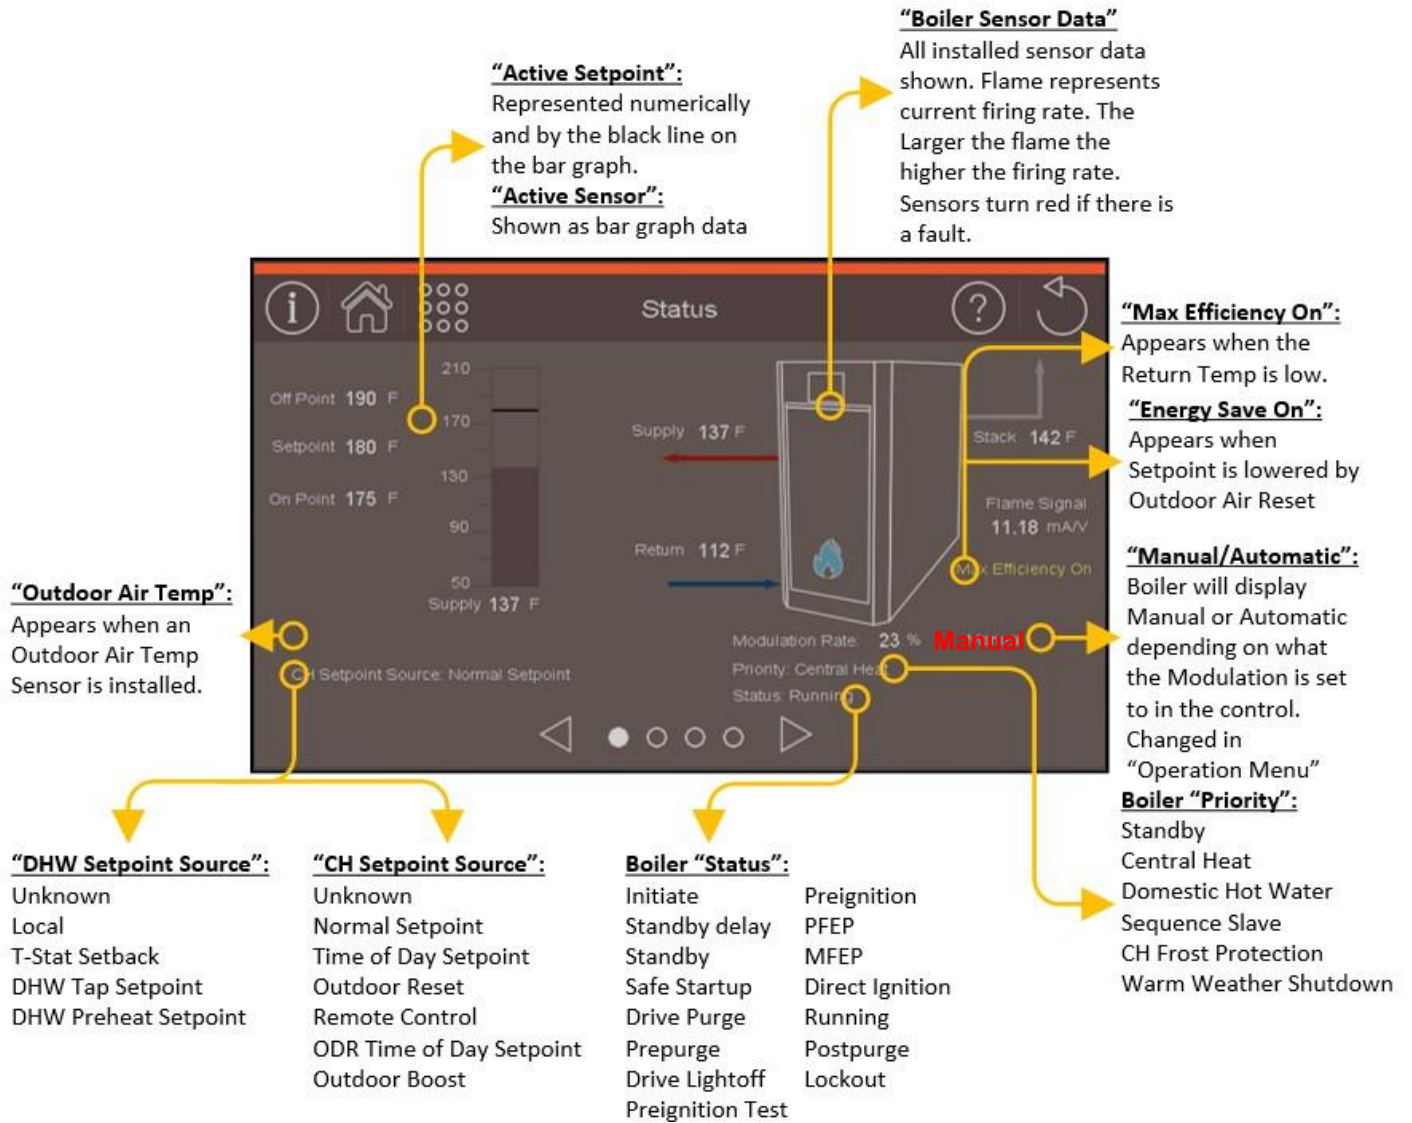 “Boiler Sensor Data”
All installed sensor data
shown. Flame represents
current firing rate. The
Larger the flame the
higher the firing rate.
Sensors turn red if there is
a fault.
“Active Setpoint”:
Represented numerically
and by the black line on
the bar graph.
“Active Sensor”:
Shown as bar graph data
i
Status
?
Off Point 190 F
Setpoint 180 F
On Point 175 F
210
170
130
90
50
Supply 137 F
Supply 137 F
Return 112 F
Stack 142 F
Flame Signal
11.18 mA/V
Max Efficiency On
Modulation Rate: 23 % Manual
Priority: Central Heat
Status: Running
CH Setpoint Source: Normal Setpoint
“Max Efficiency On”:
Appears when the
Return Temp is low.
“Energy Save On”:
Appears when
Setpoint is lowered by
Outdoor Air Reset
“Manual/Automatic”:
Boiler will display
Manual or Automatic
depending on what
the Modulation is set
to in the control.
Changed in
“Operation Menu”
Boiler “Priority”:
Standby
Central Heat
Domestic Hot Water
Sequence Slave
CH Frost Protection
Warm Weather Shutdown
“Outdoor Air Temp”:
Appears when an
Outdoor Air Temp
Sensor is installed.
“DHW Setpoint Source”:
Unknown
Local
T-Stat Setback
DHW Tap Setpoint
DHW Preheat Setpoint
“CH Setpoint Source”:
Unknown
Normal Setpoint
Time of Day Setpoint
Outdoor Reset
Remote Control
ODR Time of Day Setpoint
Outdoor Boost
Boiler “Status”:
Initiate
Standby delay
Standby
Safe Startup
Drive Purge
Prepurge
Drive Lightoff
Preignition Test
Preignition
PFEP
MFEP
Direct Ignition
Running
Postpurge
Lockout